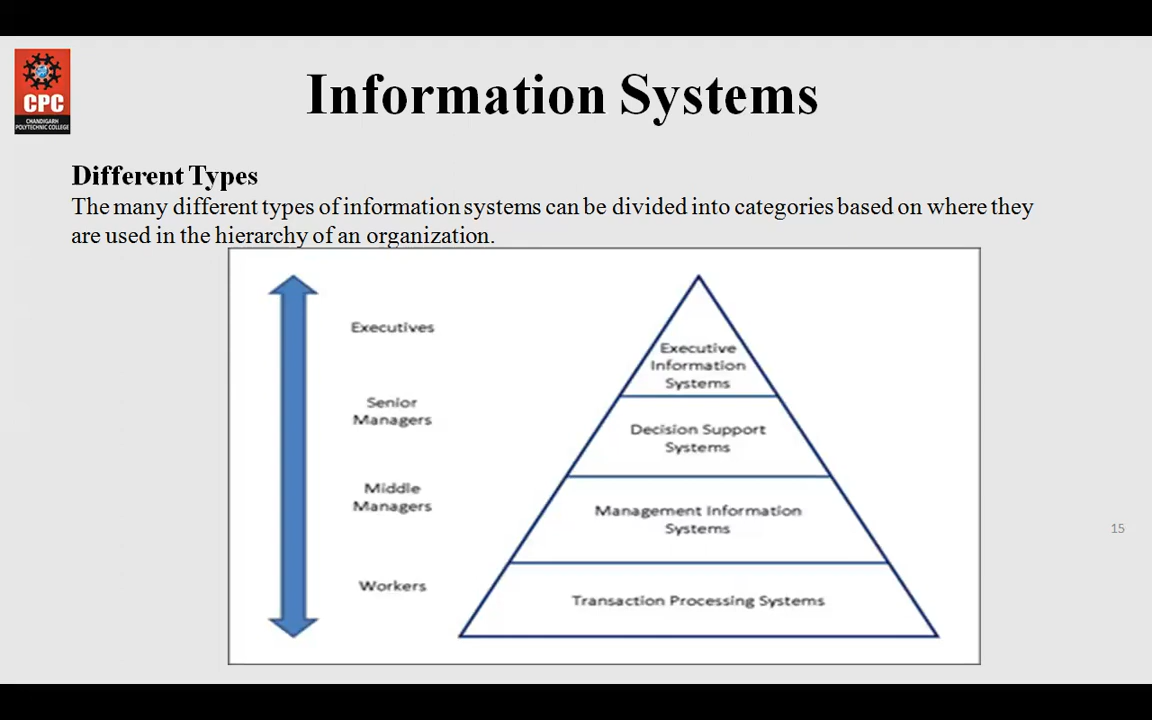 CPC
CHANDIGARH
POLYTECHNIC COLLEGE
Information Systems
Different Types
The many different types of information systems can be divided into categories based on where they
are used in the hierarchy of an organization.
Executives
Senior
Managers
Middle
Managers
Workers
Executive
Information
Systems
Decision Support
Systems
Management Information
Systems
Transaction Processing Systems
15